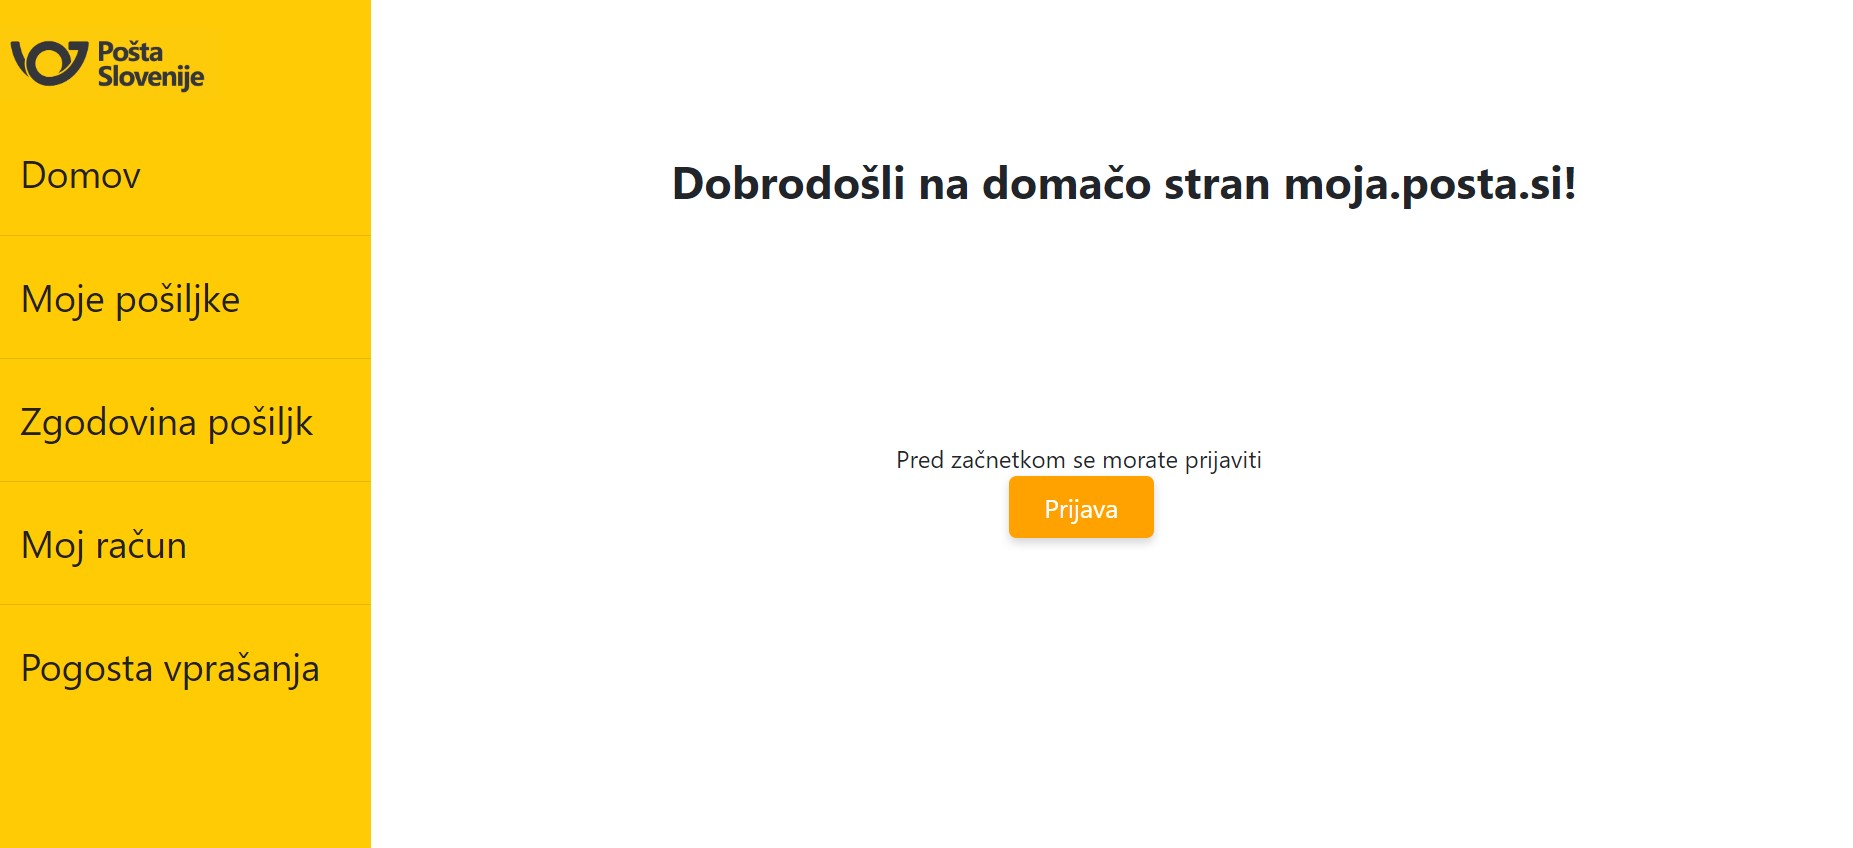 Pošta
Slovenije
Domov
Moje pošiljke
Zgodovina pošiljk
Moj račun
Pogosta vprašanja
Dobrodošli na domačo stran moja.posta.si!
Pred začnetkom se morate prijaviti
Prijava